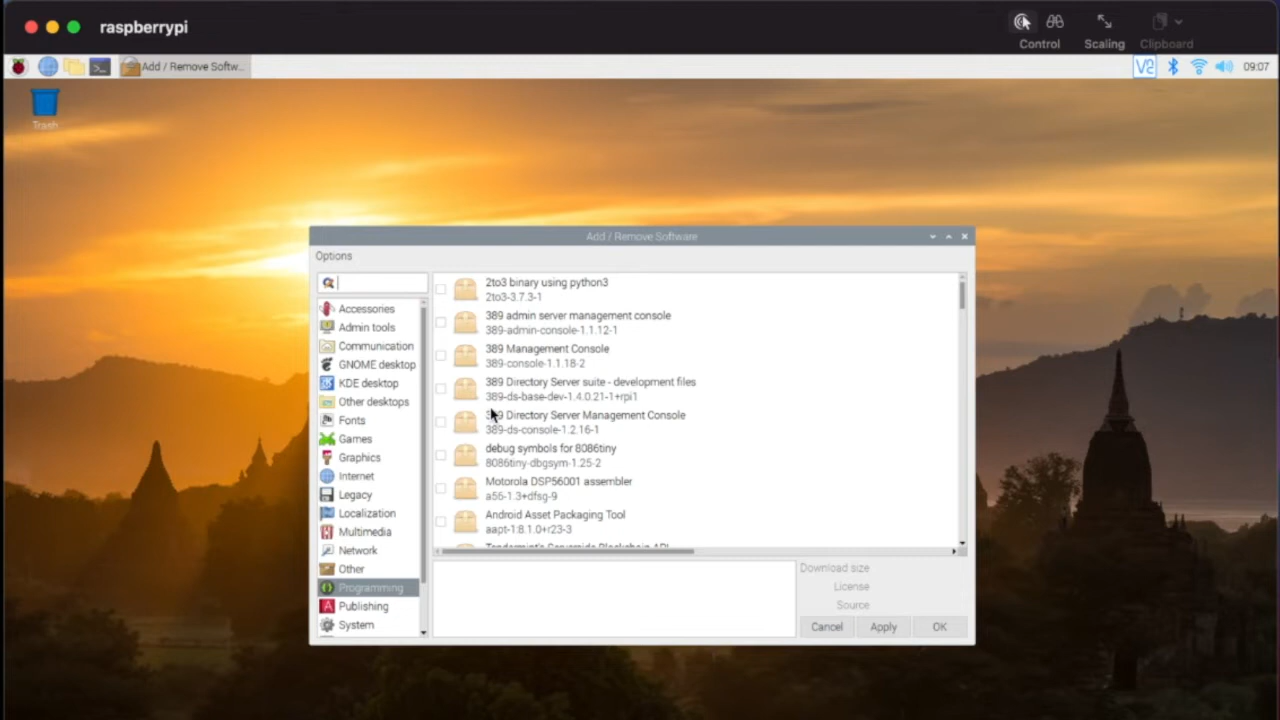 raspberrypi
Control
Scaling
Clipboard
Add / Remove Softw...
09:07
Trash
Add / Remove Software
Options
Accessories
Admin tools
Communication
GNOME desktop
KDE desktop
Other desktops
Fonts
Games
Graphics
Internet
Legacy
Localization
Multimedia
Network
Other
Programming
Publishing
System
2to3 binary using python3
2to3-3.7.3-1
389 admin server management console
389-admin-console-1.1.12-1
389 Management Console
389-console-1.1.18-2
389 Directory Server suite - development files
389-ds-base-dev-1.4.0.21-1+rpi1
389 Directory Server Management Console
389-ds-console-1.2.16-1
debug symbols for 8086tiny
8086tiny-dbgsym-1.25-2
Motorola DSP56001 assembler
a56-1.3+dfsg-9
Android Asset Packaging Tool
aapt-1:8.1.0+r23-3
Tendermint's Serverside Blockchain API
Download size
License
Source
Cancel
Apply
OK